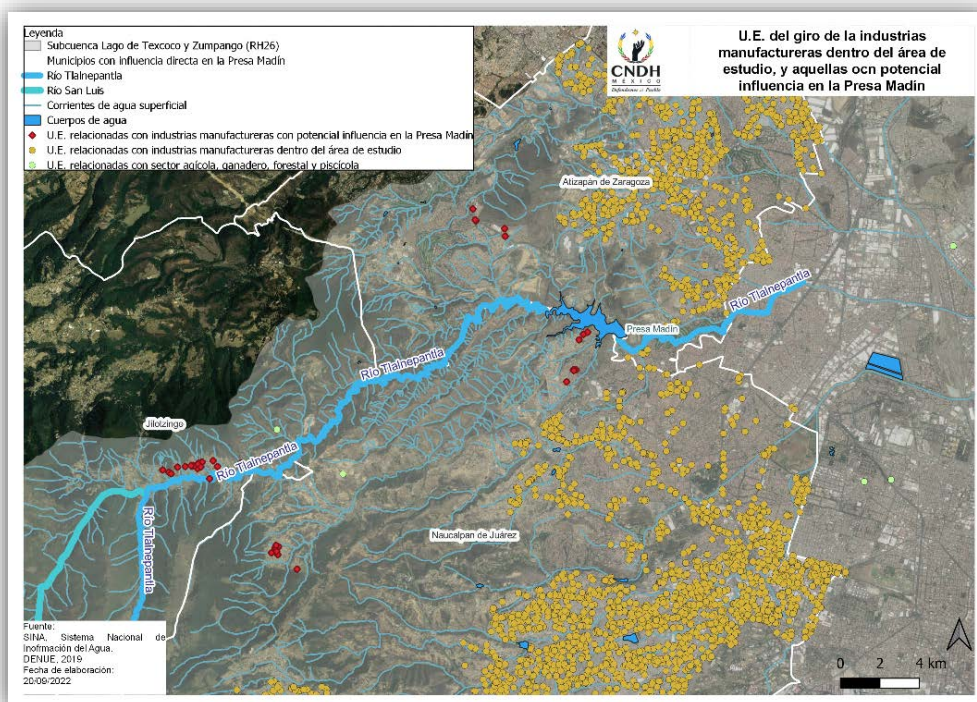 Leyenda
Subcuenca Lago de Texcoco y Zumpango (RH26)
Municipios con influencia directa en la Presa Madín
Río Tlalnepantla
Río San Luis
Corrientes de agua superficial
Cuerpos de agua
U.E. relacionadas con industrias manufactureras con potencial influencia en la Presa Madin
U.E. relacionadas con industrias manufactureras dentro del área de estudio
U.E. relacionadas con sector agícola, ganadero, forestal y piscícola
CNDH
MÉXICO
Defendemos al Pueblo
U.E. del giro de la industrias
manufactureras dentro del área de
estudio, y aquellas ocn potencial
influencia en la Presa Madin
Atizapán de Zaragoza
Río Tlalnepantla
Presa Madín
Río Tlalnepantla
Jilotzingo
Río Tlalnepantla
Río Tlalnepantla
Naucalpan de Juárez
Fuente:
SINA, Sistema Nacional de
Inofrmación del Agua.
DENUE, 2019
Fecha de elaboración:
20/09/2022
0 2 4 km